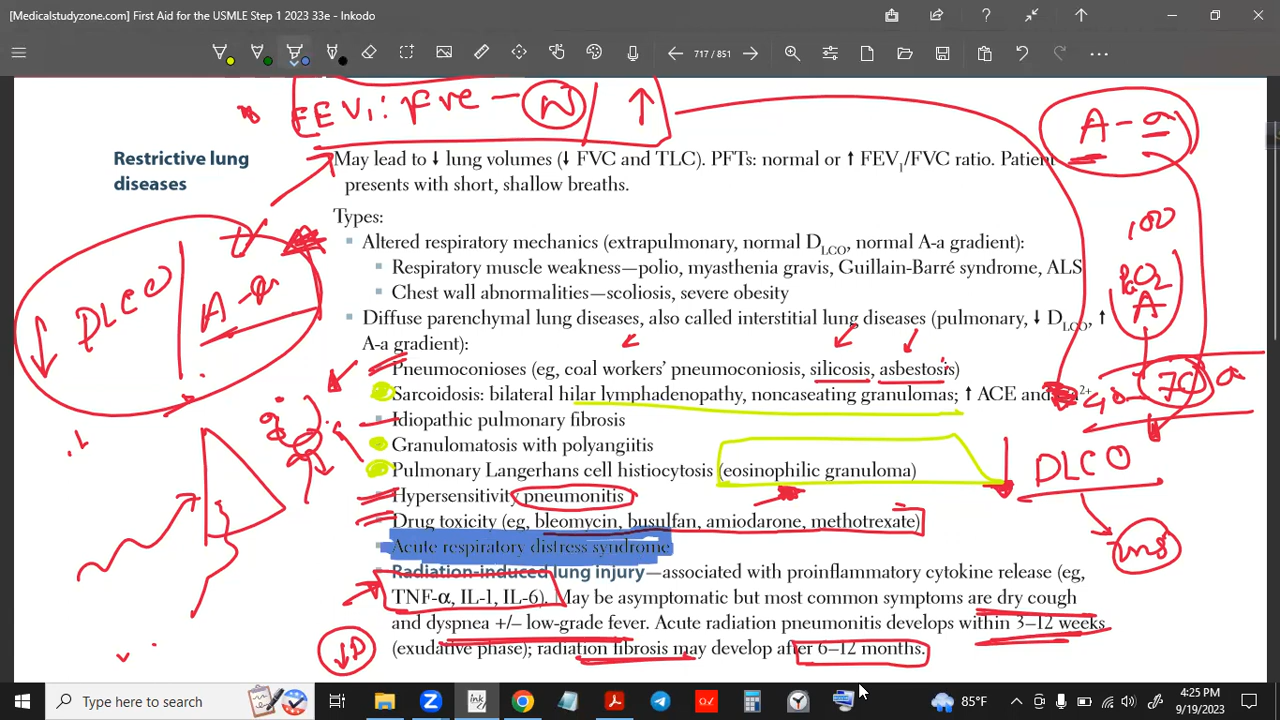 [Medicalstudyzone.com] First Aid for the USMLE Step 1 2023 33e - Inkodo
717 / 851
FEV1: Fvc - N ↑
A - a
Restrictive lung
diseases
May lead to ↓ lung volumes (↓ FVC and TLC). PFTs: normal or ↑ FEV1/FVC ratio. Patient
presents with short, shallow breaths.
Types:
Altered respiratory mechanics (extrapulmonary, normal DLCO, normal A-a gradient):
Respiratory muscle weakness—polio, myasthenia gravis, Guillain-Barré syndrome, ALS
Chest wall abnormalities—scoliosis, severe obesity
Diffuse parenchymal lung diseases, also called interstitial lung diseases (pulmonary, ↓ DLCO, ↑
A-a gradient):
Pneumoconioses (eg, coal workers' pneumoconiosis, silicosis, asbestosis)
Sarcoidosis: bilateral hilar lymphadenopathy, noncaseating granulomas; ↑ ACE and 2+
Idiopathic pulmonary fibrosis
Granulomatosis with polyangiitis
Pulmonary Langerhans cell histiocytosis (eosinophilic granuloma)
Hypersensitivity pneumonitis
Drug toxicity (eg, bleomycin, busulfan, amiodarone, methotrexate)
Acute respiratory distress syndrome
Radiation-induced lung injury—associated with proinflammatory cytokine release (eg,
TNF-α, IL-1, IL-6). May be asymptomatic but most common symptoms are dry cough
and dyspnea +/– low-grade fever. Acute radiation pneumonitis develops within 3–12 weeks
(exudative phase); radiation fibrosis may develop after 6–12 months.
↓ DLCO
A - a
100
A
70 a
↓ DLCO
↓D
Type here to search
85°F
4:25 PM
9/19/2023